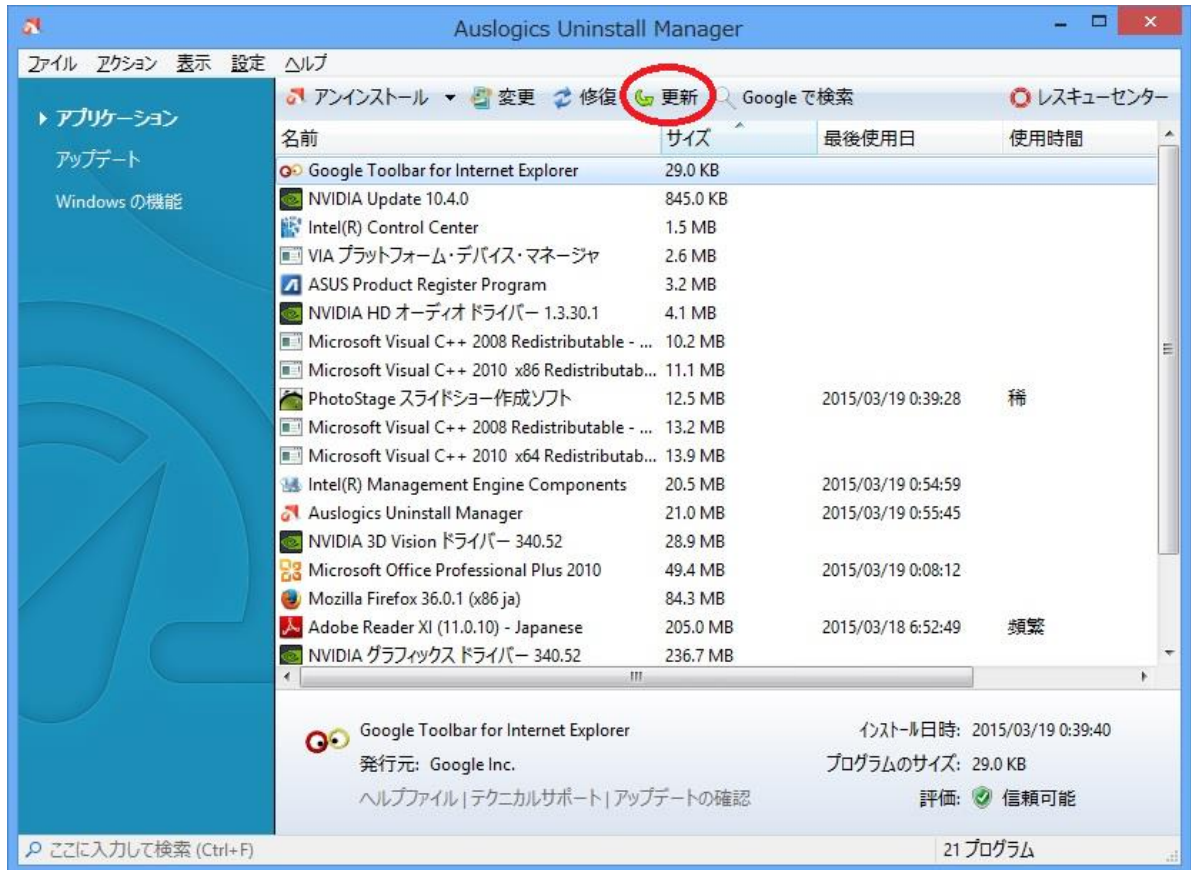 Auslogics Uninstall Manager
ファイル アクション 表示 設定 ヘルプ
アンインストール 変更 修復 更新 Google で検索 レスキューセンター
アプリケーション
アップデート
Windows の機能
名前 サイズ 最後使用日 使用時間
Google Toolbar for Internet Explorer 29.0 KB
NVIDIA Update 10.4.0 845.0 KB
Intel(R) Control Center 1.5 MB
VIA プラットフォーム・デバイス・マネージャ 2.6 MB
ASUS Product Register Program 3.2 MB
NVIDIA HD オーディオ ドライバー 1.3.30.1 4.1 MB
Microsoft Visual C++ 2008 Redistributable - ... 10.2 MB
Microsoft Visual C++ 2010 x86 Redistributab... 11.1 MB
PhotoStage スライドショー作成ソフト 12.5 MB 2015/03/19 0:39:28 稀
Microsoft Visual C++ 2008 Redistributable - ... 13.2 MB
Microsoft Visual C++ 2010 x64 Redistributab... 13.9 MB
Intel(R) Management Engine Components 20.5 MB 2015/03/19 0:54:59
Auslogics Uninstall Manager 21.0 MB 2015/03/19 0:55:45
NVIDIA 3D Vision ドライバー 340.52 28.9 MB
Microsoft Office Professional Plus 2010 49.4 MB 2015/03/19 0:08:12
Mozilla Firefox 36.0.1 (x86 ja) 84.3 MB
Adobe Reader XI (11.0.10) - Japanese 205.0 MB 2015/03/18 6:52:49 頻繁
NVIDIA グラフィックス ドライバー 340.52 236.7 MB
Google Toolbar for Internet Explorer インストール日時: 2015/03/19 0:39:40
発行元: Google Inc. プログラムのサイズ: 29.0 KB
ヘルプファイル | テクニカルサポート | アップデートの確認 評価: 信頼可能
ここに入力して検索 (Ctrl+F) 21 プログラム